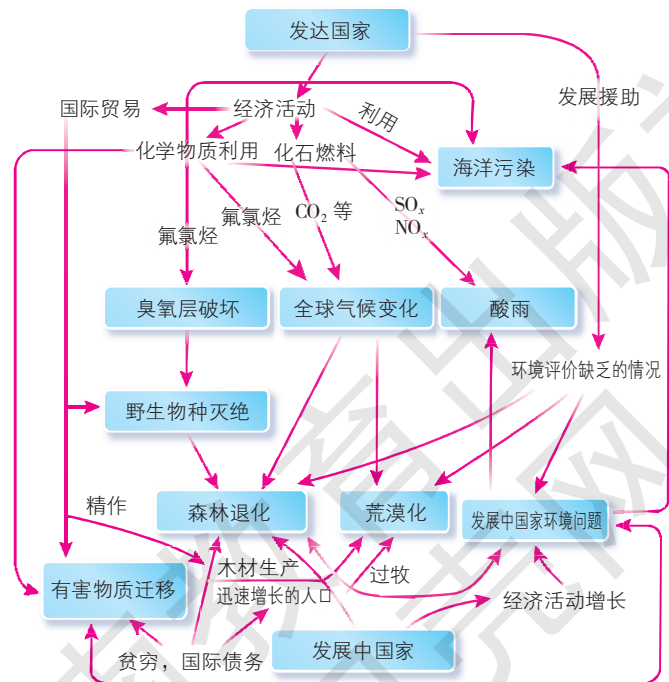 发达国家
国际贸易
经济活动
利用
发展援助
化学物质利用
化石燃料
海洋污染
氟氯烃
氟氯烃
CO₂ 等
SOₓ
NOₓ
臭氧层破坏
全球气候变化
酸雨
环境评价缺乏的情况
野生物种灭绝
精作
森林退化
荒漠化
发展中国家环境问题
有害物质迁移
木材生产
过牧
迅速增长的人口
经济活动增长
贫穷，国际债务
发展中国家